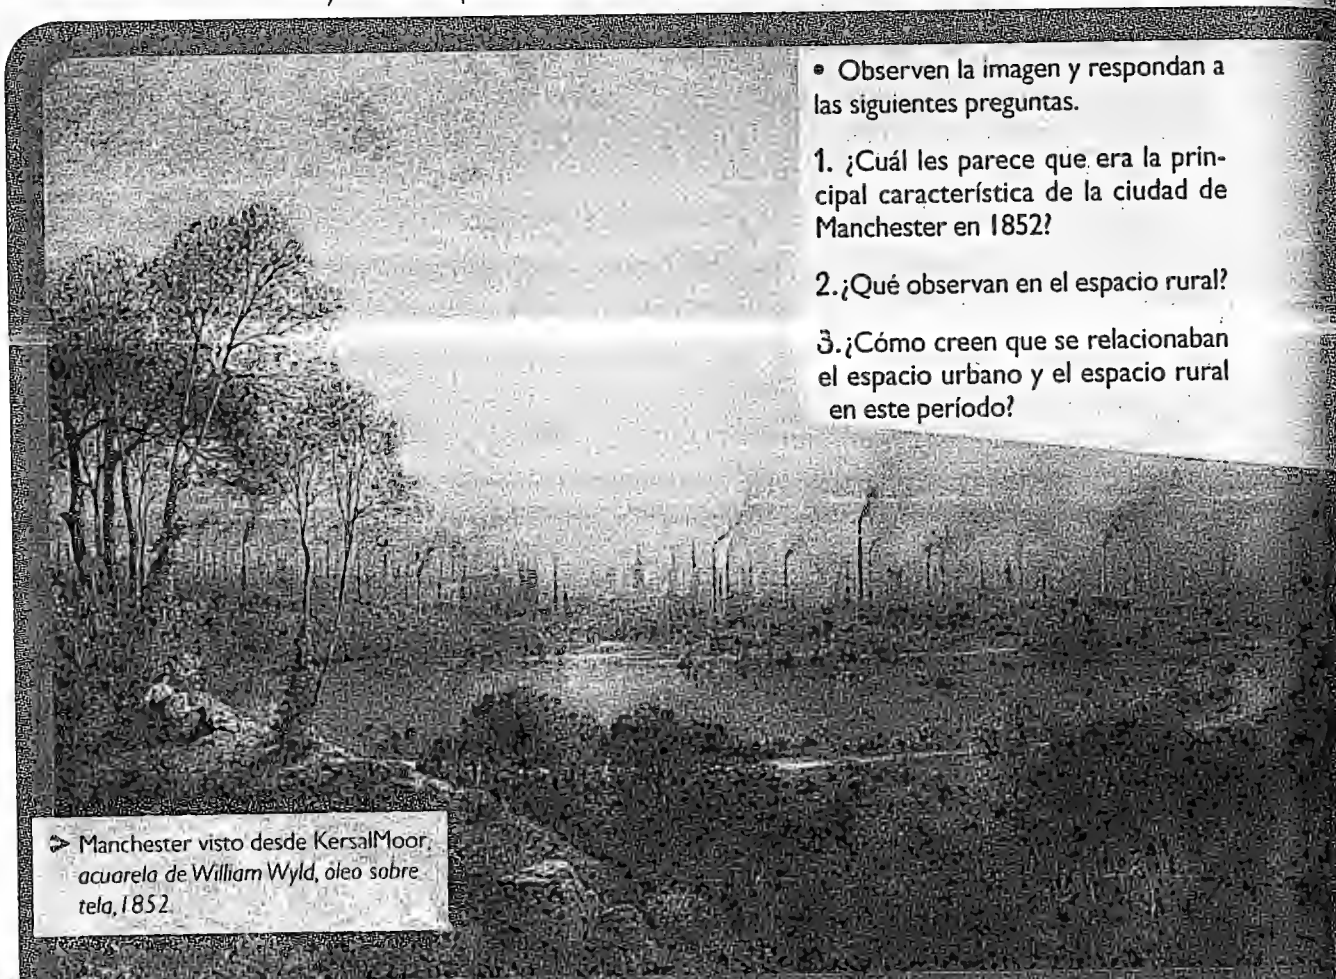 • Observen la imagen y respondan a
las siguientes preguntas.
1. ¿Cuál les parece que era la prin-
cipal característica de la ciudad de
Manchester en 1852?
2.¿Qué observan en el espacio rural?
3.¿Cómo creen que se relacionaban
el espacio urbano y el espacio rural
en este período?
> Manchester visto desde KersalMoor,
acuarela de William Wyld, óleo sobre
tela, 1852.